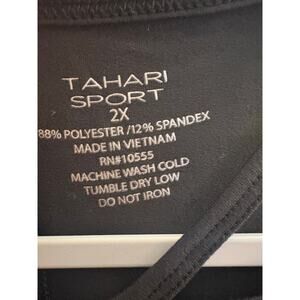 TAHARI
SPORT
2X
88% POLYESTER /12% SPANDEX
MADE IN VIETNAM
RN#10555
MACHINE WASH COLD
TUMBLE DRY LOW
DO NOT IRON